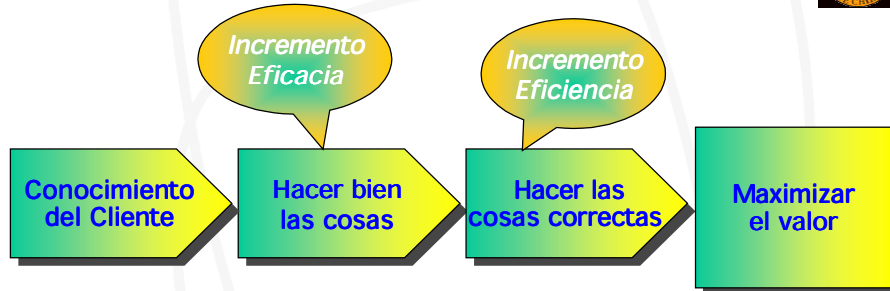 Incremento
Eficacia
Incremento
Eficiencia
Conocimiento
del Cliente
Hacer bien
las cosas
Hacer las
cosas correctas
Maximizar
el valor